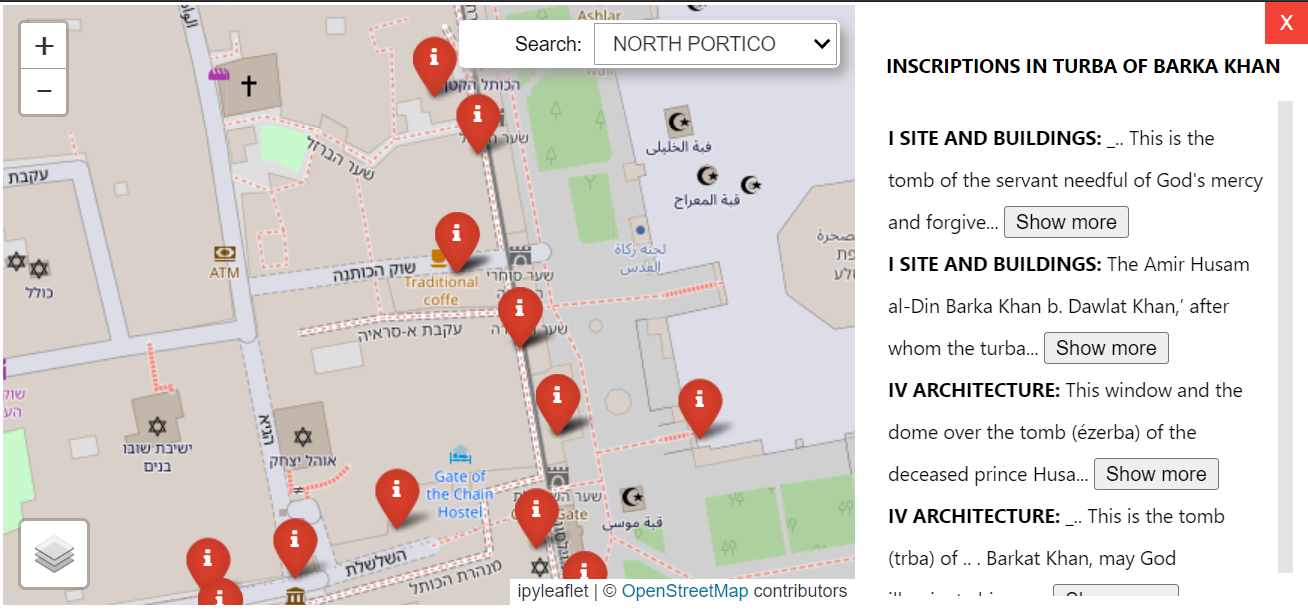 Search: NORTH PORTICO
X
INSCRIPTIONS IN TURBA OF BARKA KHAN
I SITE AND BUILDINGS: _.. This is the
tomb of the servant needful of God's mercy
and forgive... Show more
I SITE AND BUILDINGS: The Amir Husam
al-Din Barka Khan b. Dawlat Khan,’ after
whom the turba... Show more
IV ARCHITECTURE: This window and the
dome over the tomb (ézerba) of the
deceased prince Husa... Show more
IV ARCHITECTURE: _.. This is the tomb
(trba) of .. . Barkat Khan, may God
+
−
Ashlar
Wall
הכותל הקטן
שער הברזל
قبة الخليلي
قبة المعراج
עקבת
כולל
ATM
שוק הכותנה
Traditional
coffe
עקבת א-סראיה
لجنة زكاة
القدس
ישיבת שובו
בנים
הגיא
אוהל יצחק
Gate of
the Chain
Hostel
Gate
قبة موسى
השלשלת
מנהרת הכותל
ipyleaflet | © OpenStreetMap contributors